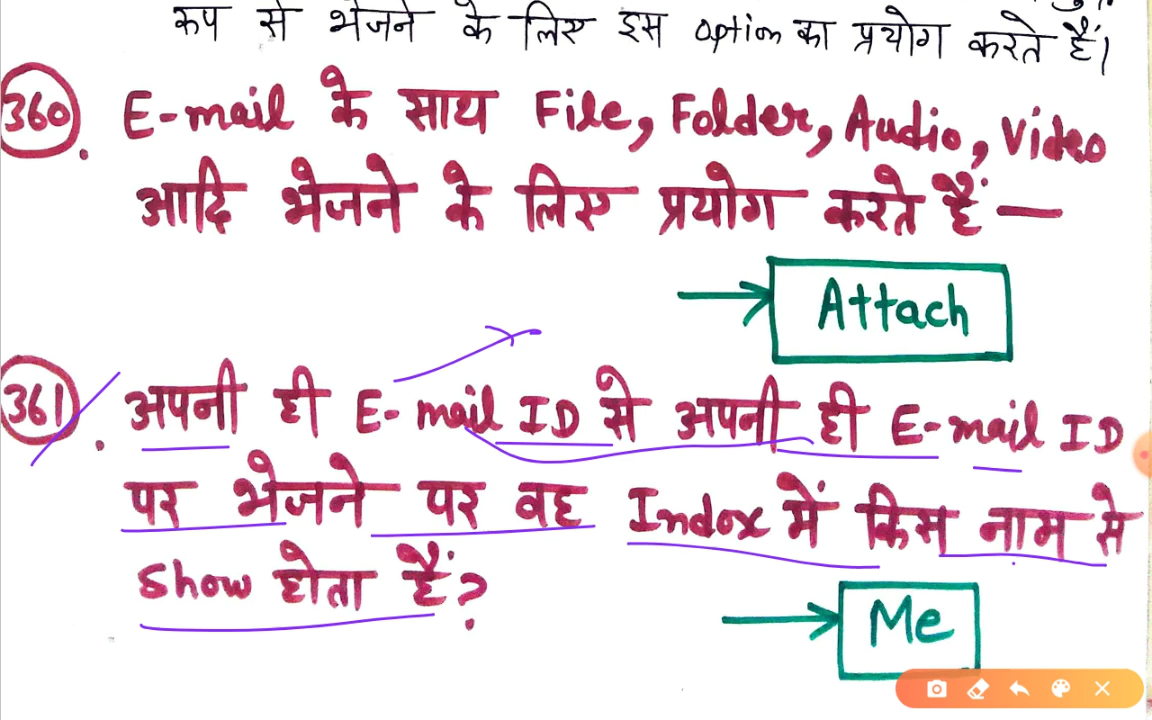 रूप से भेजने के लिए इस option का प्रयोग करते हैं।
360. E-mail के साथ File, Folder, Audio, Video
आदि भेजने के लिए प्रयोग करते हैं —
Attach
361. अपनी ही E-mail ID से अपनी ही E-mail ID
पर भेजने पर वह Indox में किस नाम से
Show होता हैं?
Me